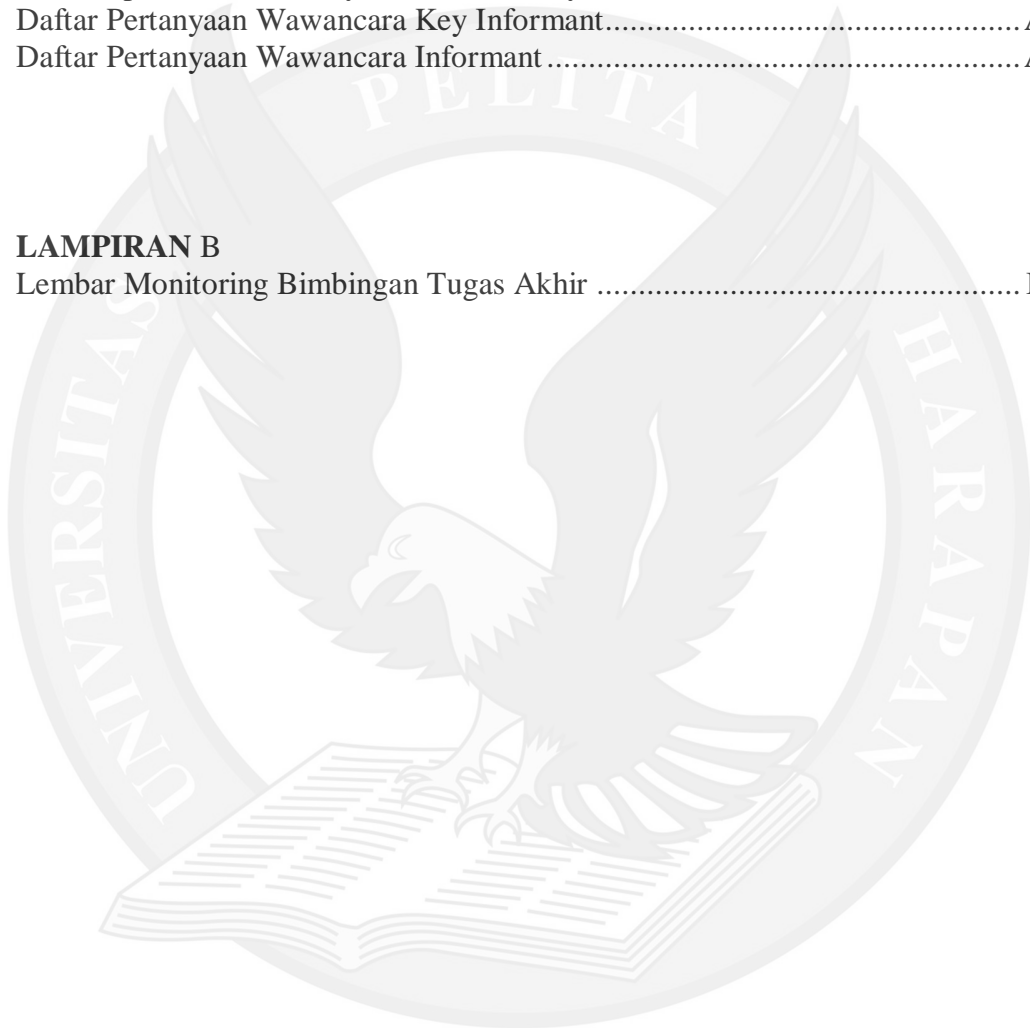 Daftar Pertanyaan Wawancara Key Informant.................................................... A
Daftar Pertanyaan Wawancara Informant........................................................... A
PELITA
LAMPIRAN B
Lembar Monitoring Bimbingan Tugas Akhir .....................................................
UNIVERSITAS
HARAPAN